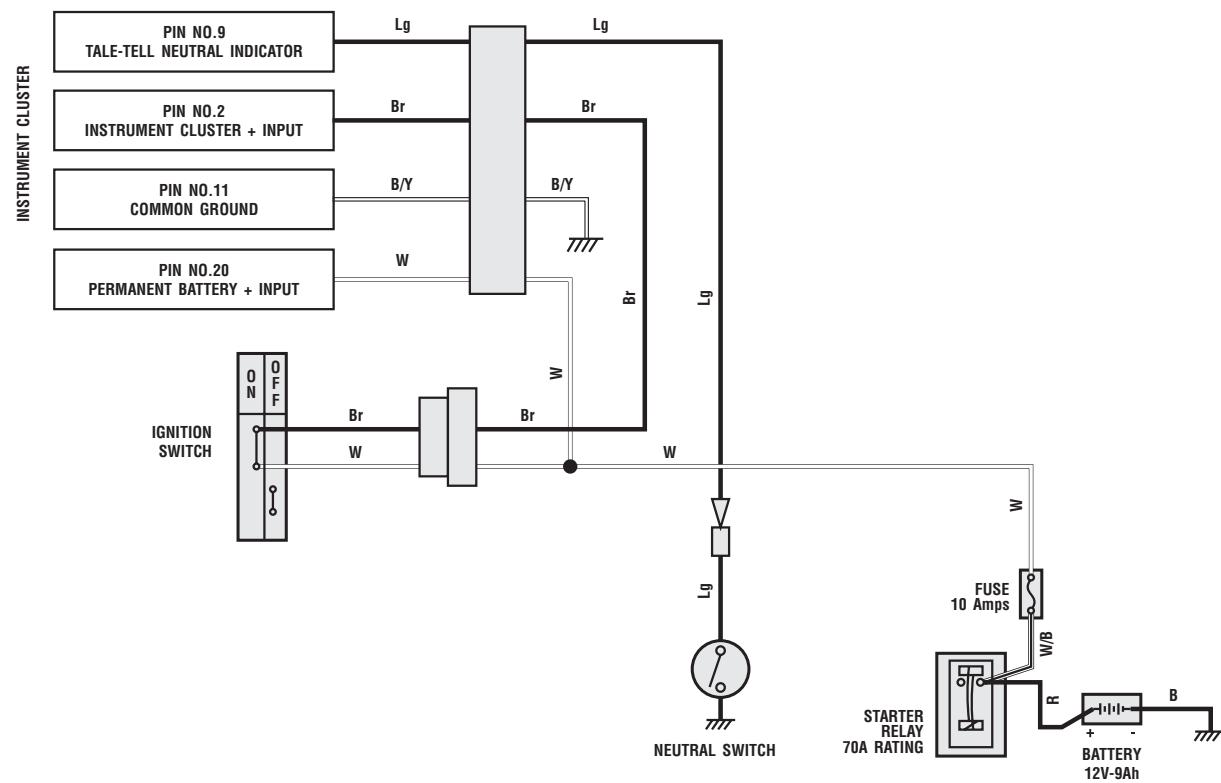 INSTRUMENT CLUSTER
PIN NO.9
TALE-TELL NEUTRAL INDICATOR
Lg
Lg
PIN NO.2
INSTRUMENT CLUSTER + INPUT
Br
Br
PIN NO.11
COMMON GROUND
B/Y
B/Y
PIN NO.20
PERMANENT BATTERY + INPUT
W
Br
Lg
W
ON
OFF
IGNITION
SWITCH
Br
Br
W
W
W
Lg
FUSE
10 Amps
W/B
STARTER
RELAY
70A RATING
R
B
+ -
BATTERY
12V-9Ah
NEUTRAL SWITCH